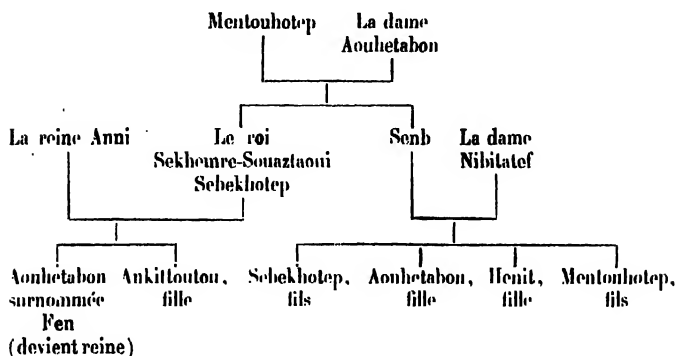 Mentouhotep La dame
Aouhetabon
La reine Anni Le roi Senb La dame
Sekhemre-Souaztaoui Nibitatef
Sebekhotep
Aouhetabon Ankittoutou, Sebekhotep, Aouhetabon, Henit, Mentouhotep,
surnommée fille fils fille fille fils
Fen
(devient reine)